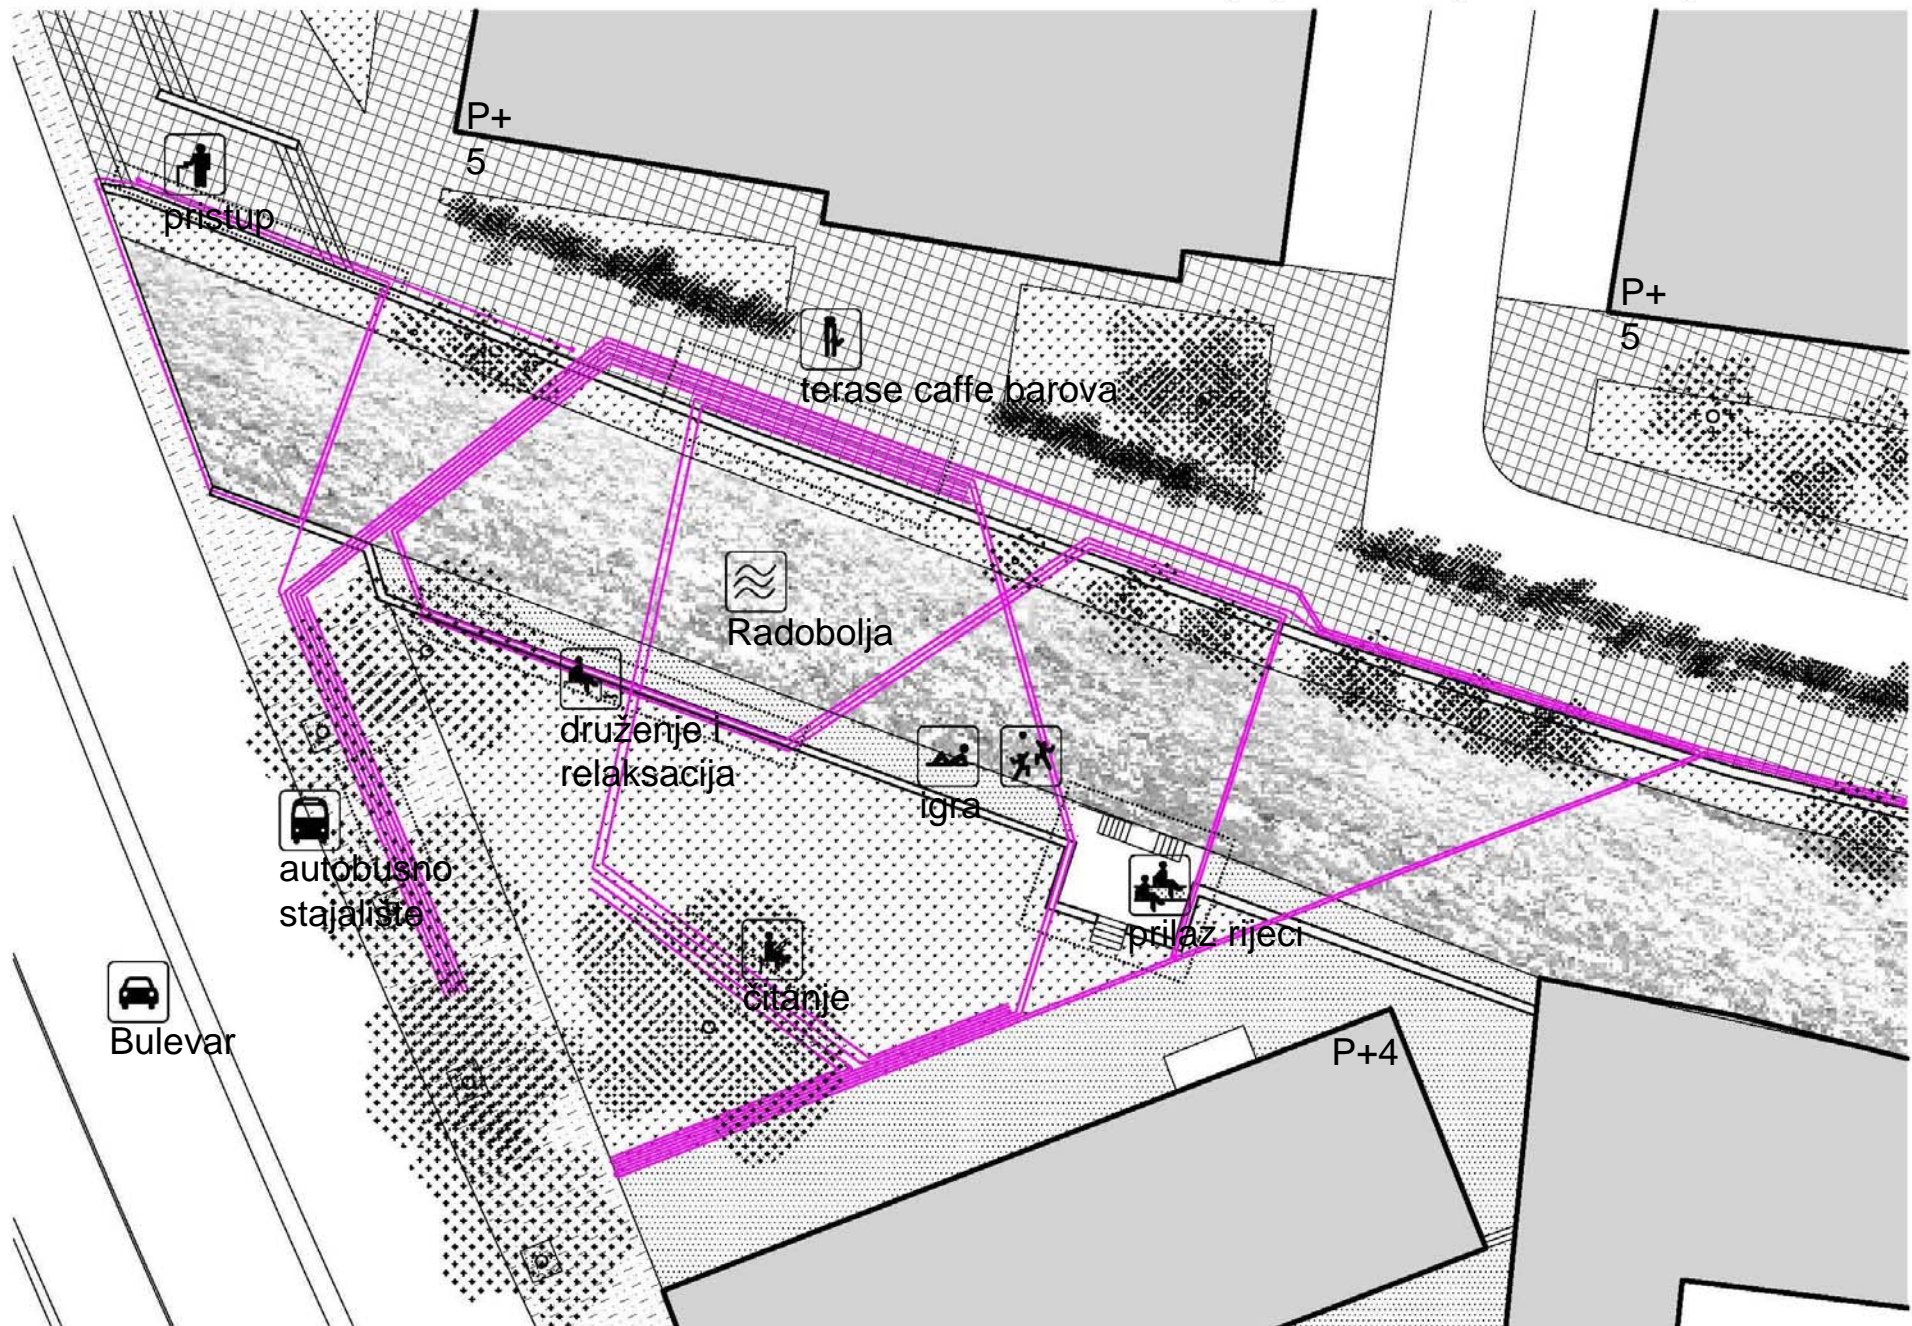 P+
5
pristup
P+
5
terase caffe barova
Radobolja
druženje i
relaksacija
igra
autobusno
stajalište
prilaz rijeci
čitanje
Bulevar
P+4